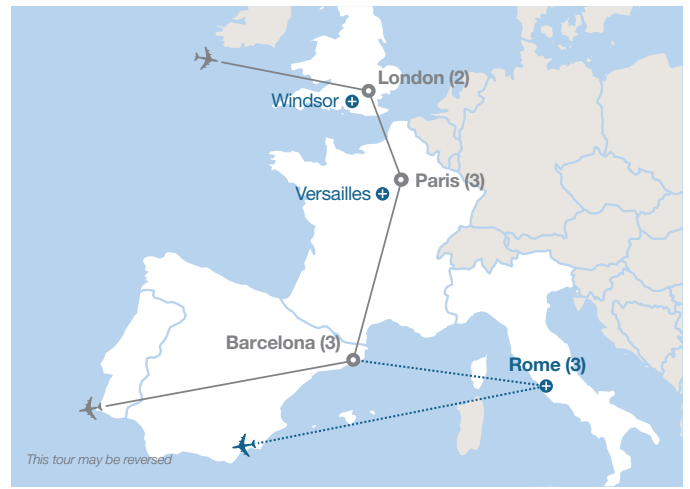 London (2)
Windsor
Paris (3)
Versailles
Barcelona (3)
Rome (3)
This tour may be reversed